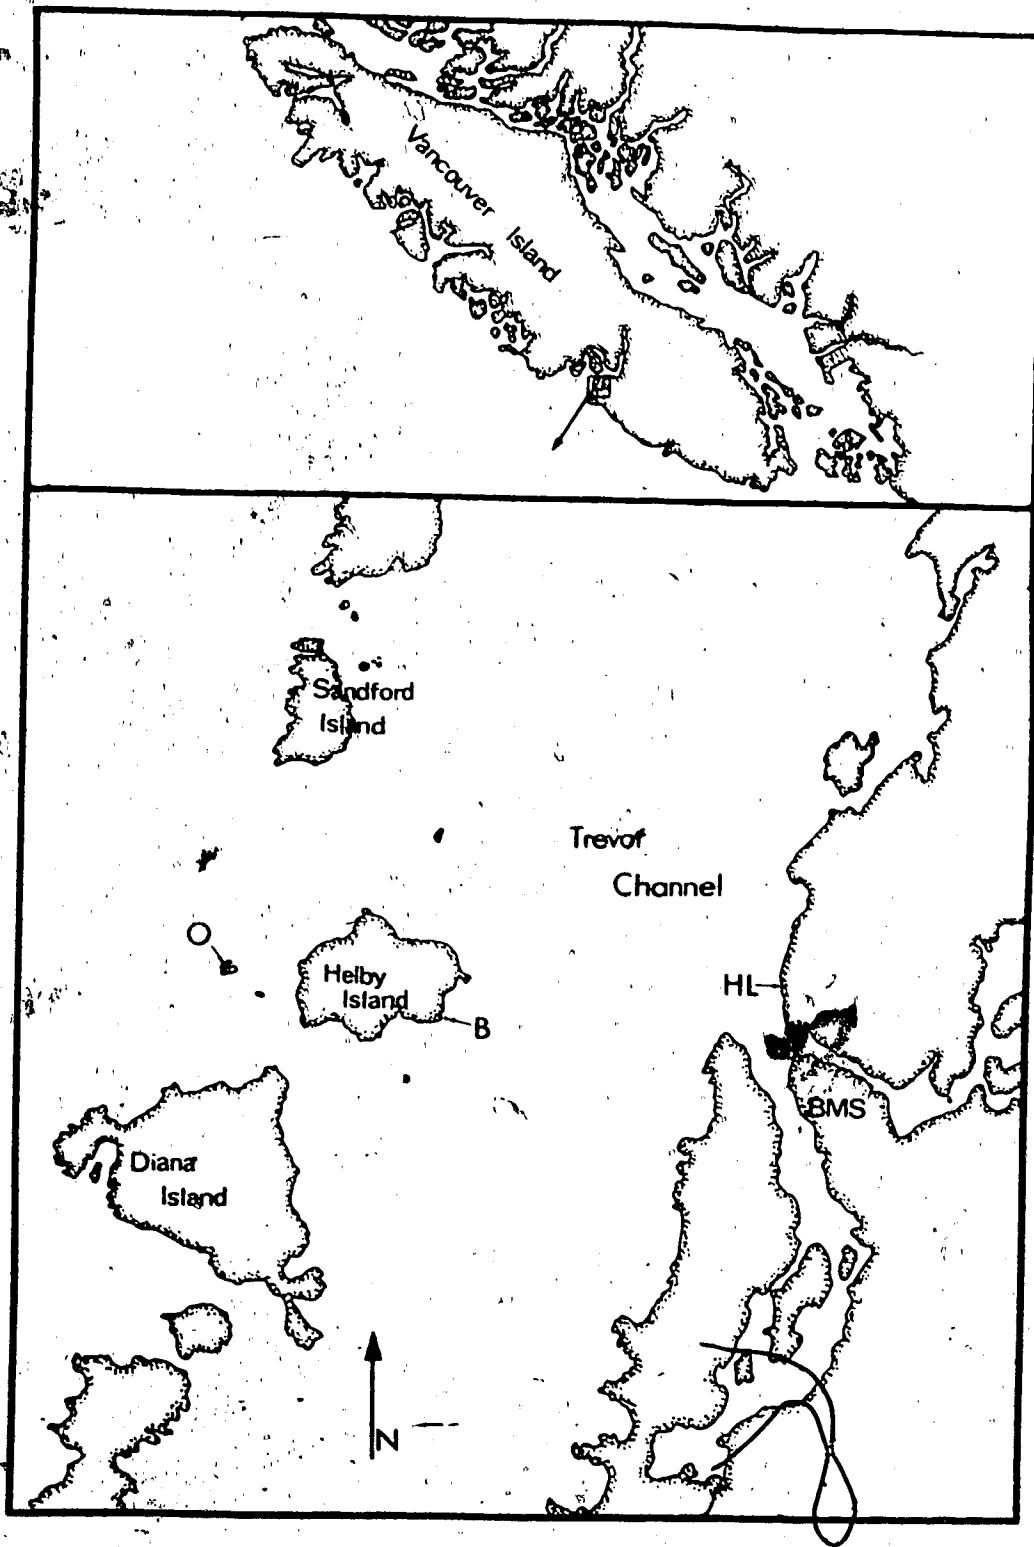 Vancouver Island
Sandford
Island
Trevor
Channel
O
Helby
Island
HL
B
BMS
Diana
Island
N